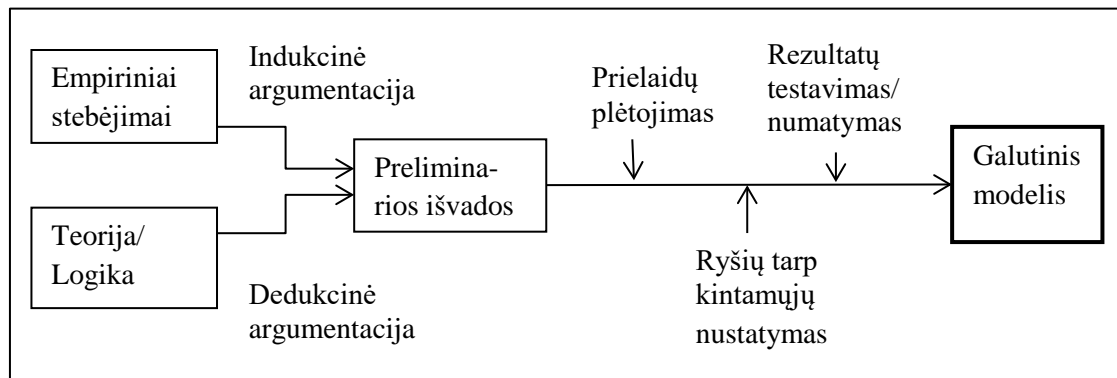 Empiriniai
stebėjimai
Indukcinė
argumentacija
Teorija/
Logika
Dedukcinė
argumentacija
Prelimina-
rios išvados
Prielaidų
plėtojimas
Ryšių tarp
kintamųjų
nustatymas
Rezultatų
testavimas/
numatymas
Galutinis
modelis